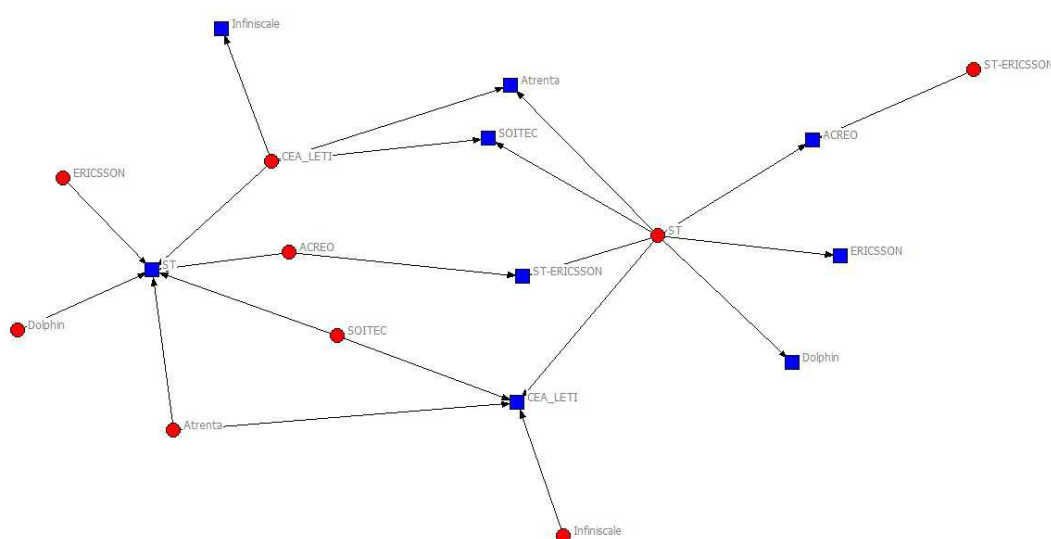 Infiniscale
ST-ERICSSON
Atrenta
SOITEC
ACREO
CEA_LETI
ERICSSON
ST
ACREO
ERICSSON
ST
ST-ERICSSON
Dolphin
SOITEC
Dolphin
CEA_LETI
Atrenta
Infiniscale